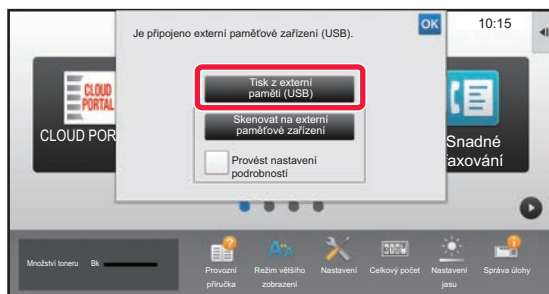 Je připojeno externí paměťové zařízení (USB).
OK
10:15
Tisk z externí
paměti (USB)
Skenovat na externí
paměťové zařízení
Provést nastavení
podrobností
CLOUD
PORTAL
CLOUD POR
Snadné
faxování
Množství toneru Bk
Provozní
příručka
Režim většího
zobrazení
Nastavení
Celkový počet
Nastavení
jasu
Správa úlohy